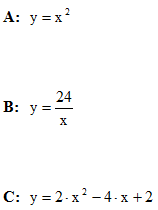 A: y = x²
B: y = 24/x
C: y = 2·x² − 4·x + 2